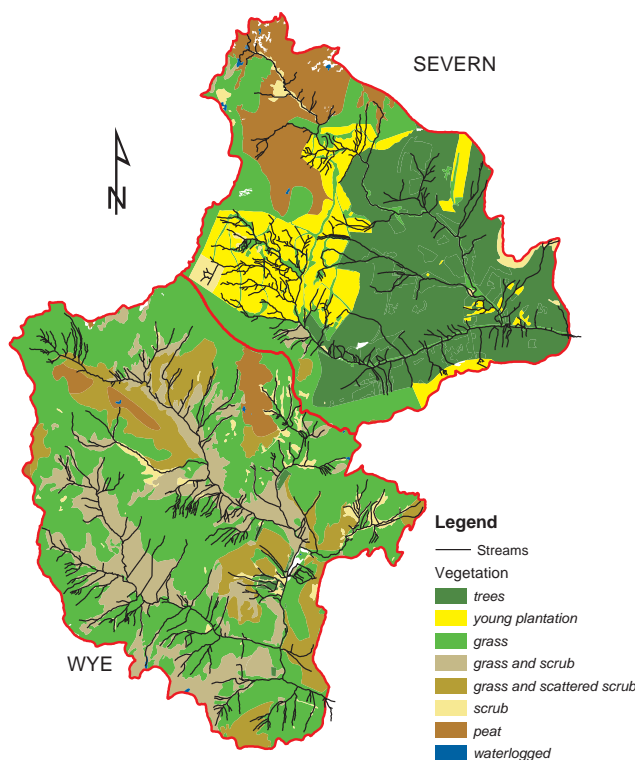 SEVERN
N
WYE
Legend
Streams
Vegetation
trees
young plantation
grass
grass and scrub
grass and scattered scrub
scrub
peat
waterlogged